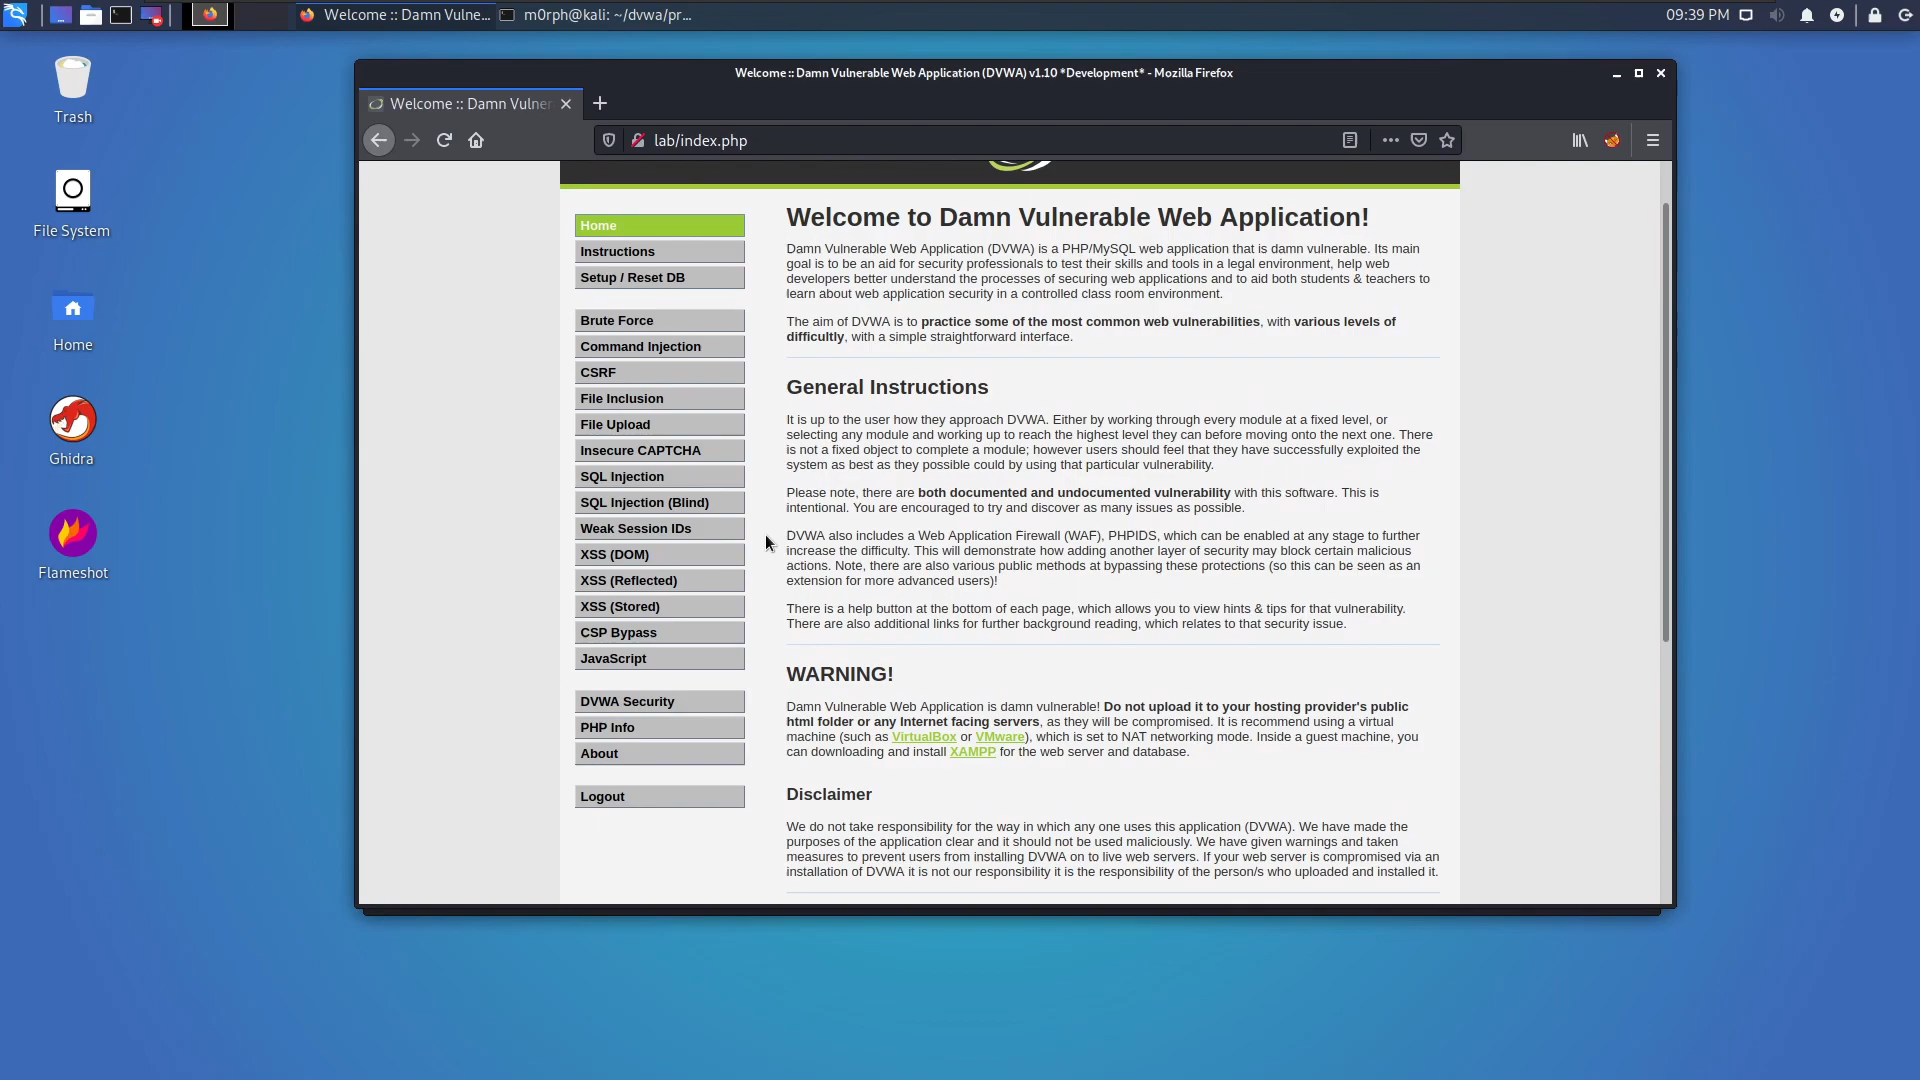 Welcome :: Damn Vulne...
m0rph@kali: ~/dvwa/pr...
09:39 PM
Trash
File System
Home
Ghidra
Flameshot
Welcome :: Damn Vulnerable Web Application (DVWA) v1.10 *Development* - Mozilla Firefox
Welcome :: Damn Vulner
lab/index.php
Home
Instructions
Setup / Reset DB
Brute Force
Command Injection
CSRF
File Inclusion
File Upload
Insecure CAPTCHA
SQL Injection
SQL Injection (Blind)
Weak Session IDs
XSS (DOM)
XSS (Reflected)
XSS (Stored)
CSP Bypass
JavaScript
DVWA Security
PHP Info
About
Logout
Welcome to Damn Vulnerable Web Application!
Damn Vulnerable Web Application (DVWA) is a PHP/MySQL web application that is damn vulnerable. Its main
goal is to be an aid for security professionals to test their skills and tools in a legal environment, help web
developers better understand the processes of securing web applications and to aid both students & teachers to
learn about web application security in a controlled class room environment.
The aim of DVWA is to practice some of the most common web vulnerabilities, with various levels of
difficultly, with a simple straightforward interface.
General Instructions
It is up to the user how they approach DVWA. Either by working through every module at a fixed level, or
selecting any module and working up to reach the highest level they can before moving onto the next one. There
is not a fixed object to complete a module; however users should feel that they have successfully exploited the
system as best as they possible could by using that particular vulnerability.
Please note, there are both documented and undocumented vulnerability with this software. This is
intentional. You are encouraged to try and discover as many issues as possible.
DVWA also includes a Web Application Firewall (WAF), PHPIDS, which can be enabled at any stage to further
increase the difficulty. This will demonstrate how adding another layer of security may block certain malicious
actions. Note, there are also various public methods at bypassing these protections (so this can be seen as an
extension for more advanced users)!
There is a help button at the bottom of each page, which allows you to view hints & tips for that vulnerability.
There are also additional links for further background reading, which relates to that security issue.
WARNING!
Damn Vulnerable Web Application is damn vulnerable! Do not upload it to your hosting provider's public
html folder or any Internet facing servers, as they will be compromised. It is recommend using a virtual
machine (such as VirtualBox or VMware), which is set to NAT networking mode. Inside a guest machine, you
can downloading and install XAMPP for the web server and database.
Disclaimer
We do not take responsibility for the way in which any one uses this application (DVWA). We have made the
purposes of the application clear and it should not be used maliciously. We have given warnings and taken
measures to prevent users from installing DVWA on to live web servers. If your web server is compromised via an
installation of DVWA it is not our responsibility it is the responsibility of the person/s who uploaded and installed it.